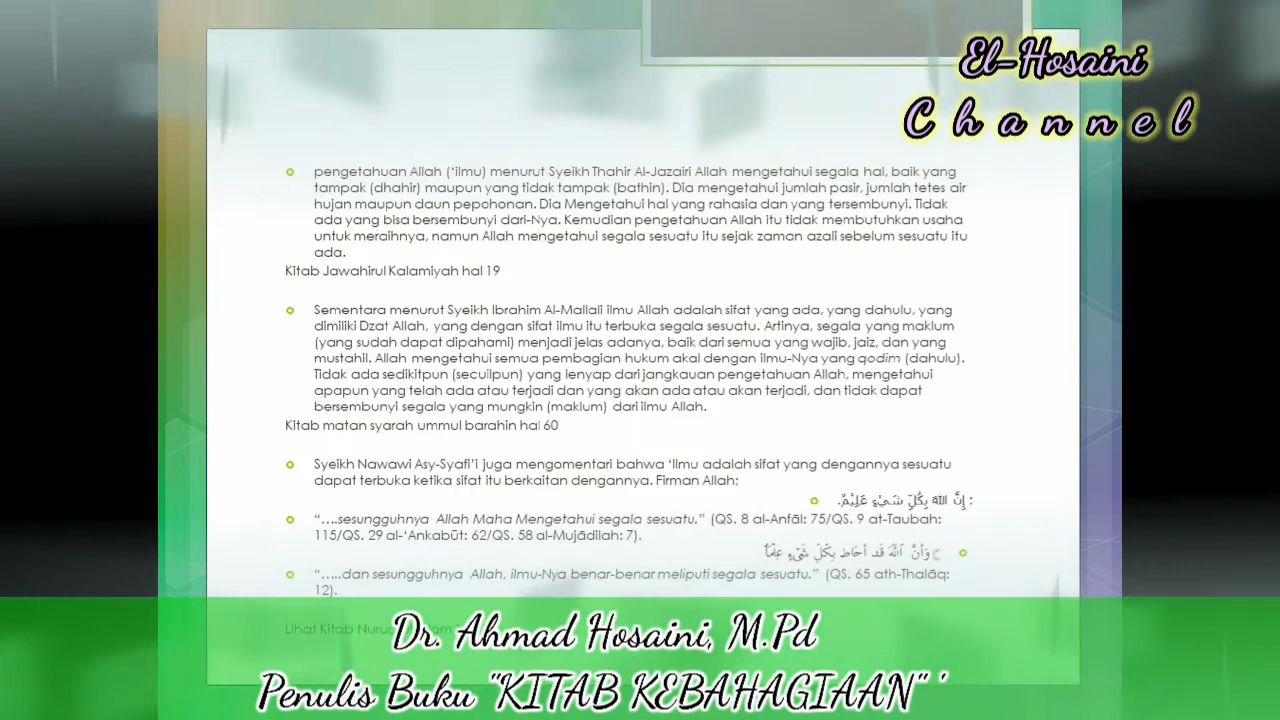 El-Hosaini
Channel
pengetahuan Allah (‘ilmu) menurut Syeikh Thahir Al-Jazairi Allah mengetahui segala hal, baik yang
tampak (dhahir) maupun yang tidak tampak (bathin). Dia mengetahui jumlah pasir, jumlah tetes air
hujan maupun daun pepohonan. Dia Mengetahui hal yang rahasia dan yang tersembunyi. Tidak
ada yang bisa bersembunyi dari-Nya. Kemudian pengetahuan Allah itu tidak membutuhkan usaha
untuk meraihnya, namun Allah mengetahui segala sesuatu itu sejak zaman azali sebelum sesuatu itu
ada.
Kitab Jawahirul Kalamiyah hal 19
Sementara menurut Syeikh Ibrahim Al-Mallali ilmu Allah adalah sifat yang ada, yang dahulu, yang
dimiliki Dzat Allah, yang dengan sifat ilmu itu terbuka segala sesuatu. Artinya, segala yang maklum
(yang sudah dapat dipahami) menjadi jelas adanya, baik dari semua yang wajib, jaiz, dan yang
mustahil. Allah mengetahui semua pembagian hukum akal dengan ilmu-Nya yang qodim (dahulu).
Tidak ada sedikitpun (secuilpun) yang lenyap dari jangkauan pengetahuan Allah, mengetahui
apapun yang telah ada atau terjadi dan yang akan ada atau akan terjadi, dan tidak dapat
bersembunyi segala yang mungkin (maklum) dari ilmu Allah.
Kitab matan syarah ummul barahin hal 60
Syeikh Nawawi Asy-Syafi’i juga mengomentari bahwa ‘Ilmu adalah sifat yang dengannya sesuatu
dapat terbuka ketika sifat itu berkaitan dengannya. Firman Allah;
: إِنَّ اللهَ بِكُلِّ شَيْءٍ عَلِيْمٌ.
“….sesungguhnya Allah Maha Mengetahui segala sesuatu.” (QS. 8 al-Anfāl: 75/QS. 9 at-Taubah:
115/QS. 29 al-‘Ankabūt: 62/QS. 58 al-Mujādilah: 7).
وَأَنَّ ٱللَّهَ قَدۡ أَحَاطَ بِكُلِّ شَيۡءٍ عِلۡمَۢا
“…..dan sesungguhnya Allah, ilmu-Nya benar-benar meliputi segala sesuatu.” (QS. 65 ath-Thalāq:
12).
Lihat Kitab
Dr. Ahmad Hosaini, M.Pd
Penulis Buku "KITAB KEBAHAGIAAN" '